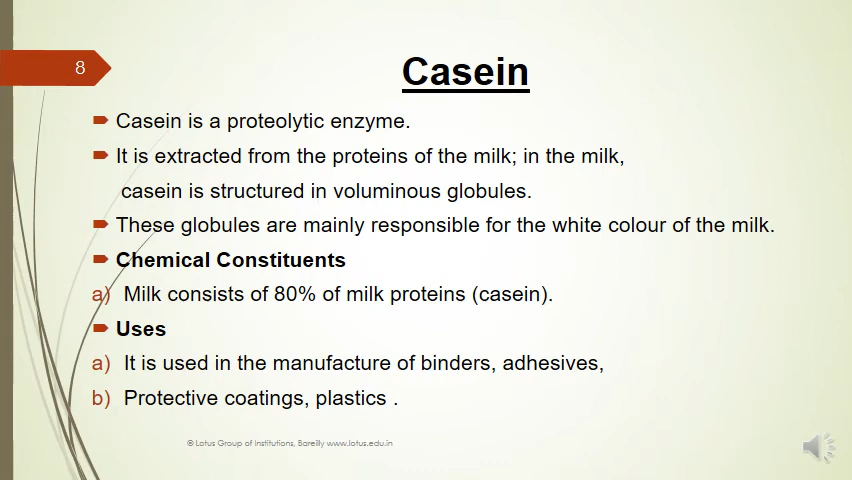 8
Casein
Casein is a proteolytic enzyme.
It is extracted from the proteins of the milk; in the milk,
casein is structured in voluminous globules.
These globules are mainly responsible for the white colour of the milk.
Chemical Constituents
a) Milk consists of 80% of milk proteins (casein).
Uses
a) It is used in the manufacture of binders, adhesives,
b) Protective coatings, plastics .
® Lotus Group of Institutions, Bareilly www.lotus.edu.in